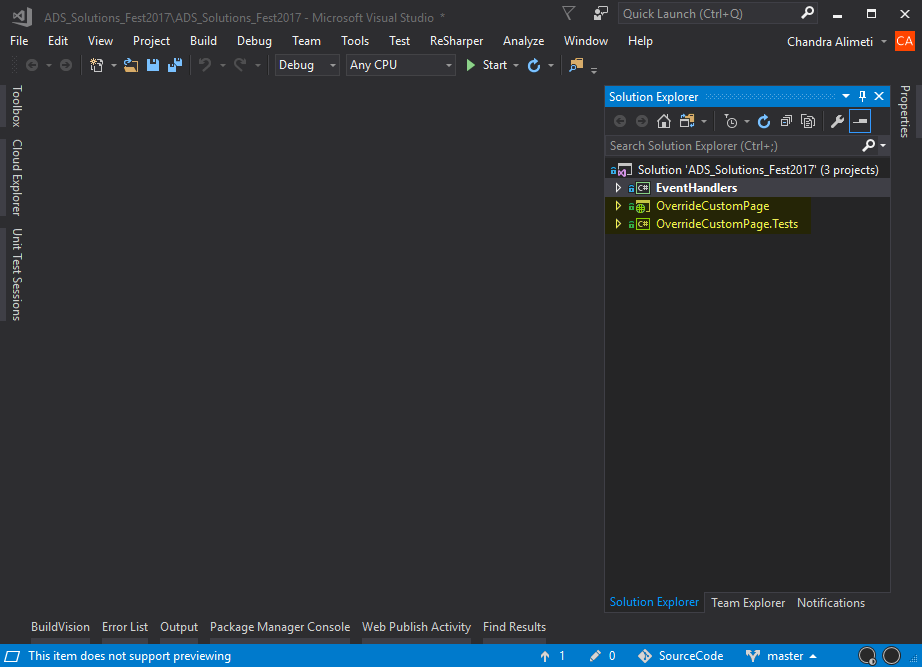 ADS_Solutions_Fest2017\ADS_Solutions_Fest2017 - Microsoft Visual Studio *
Quick Launch (Ctrl+Q)
File Edit View Project Build Debug Team Tools Test ReSharper Analyze Window Help
Chandra Alimeti CA
Debug Any CPU Start
Toolbox
Cloud Explorer
Unit Test Sessions
Solution Explorer
Search Solution Explorer (Ctrl+;)
Solution 'ADS_Solutions_Fest2017' (3 projects)
C# EventHandlers
OverrideCustomPage
C# OverrideCustomPage.Tests
Properties
Solution Explorer Team Explorer Notifications
BuildVision Error List Output Package Manager Console Web Publish Activity Find Results
This item does not support previewing 1 0 SourceCode master